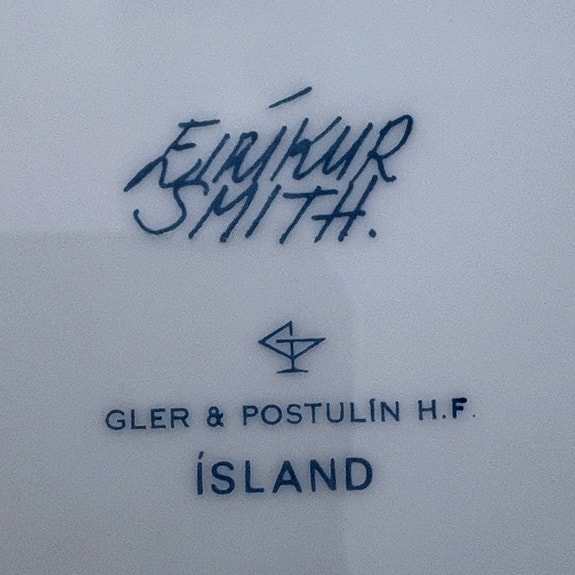 EIRÍKUR
SMITH.
GLER & POSTULÍN H.F.
ÍSLAND